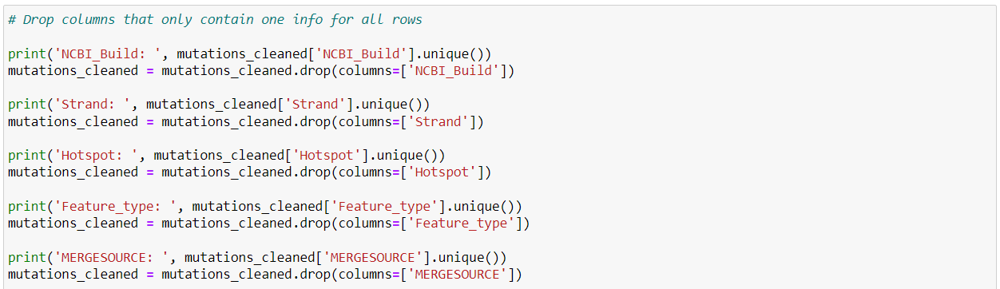 # Drop columns that only contain one info for all rows
print('NCBI_Build: ', mutations_cleaned['NCBI_Build'].unique())
mutations_cleaned = mutations_cleaned.drop(columns=['NCBI_Build'])
print('Strand: ', mutations_cleaned['Strand'].unique())
mutations_cleaned = mutations_cleaned.drop(columns=['Strand'])
print('Hotspot: ', mutations_cleaned['Hotspot'].unique())
mutations_cleaned = mutations_cleaned.drop(columns=['Hotspot'])
print('Feature_type: ', mutations_cleaned['Feature_type'].unique())
mutations_cleaned = mutations_cleaned.drop(columns=['Feature_type'])
print('MERGESOURCE: ', mutations_cleaned['MERGESOURCE'].unique())
mutations_cleaned = mutations_cleaned.drop(columns=['MERGESOURCE'])